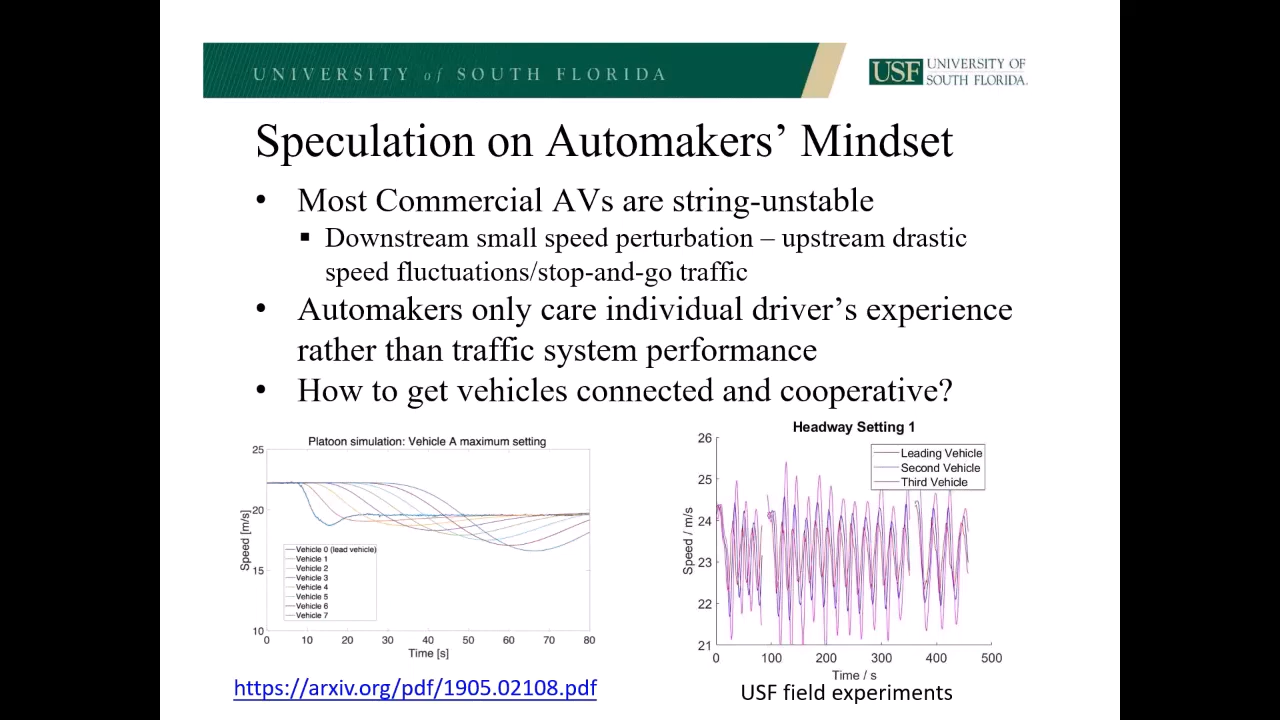 UNIVERSITY of SOUTH FLORIDA
USF UNIVERSITY OF
SOUTH FLORIDA.
Speculation on Automakers’ Mindset
• Most Commercial AVs are string-unstable
▪ Downstream small speed perturbation – upstream drastic
speed fluctuations/stop-and-go traffic
• Automakers only care individual driver’s experience
rather than traffic system performance
• How to get vehicles connected and cooperative?
Platoon simulation: Vehicle A maximum setting
25
20
15
10
Speed [m/s]
Vehicle 0 (lead vehicle)
Vehicle 1
Vehicle 2
Vehicle 3
Vehicle 4
Vehicle 5
Vehicle 6
Vehicle 7
0 10 20 30 40 50 60 70 80
Time [s]
https://arxiv.org/pdf/1905.02108.pdf
Headway Setting 1
26
25
24
23
22
21
Speed / m/s
Leading Vehicle
Second Vehicle
Third Vehicle
0 100 200 300 400 500
Time / s
USF field experiments